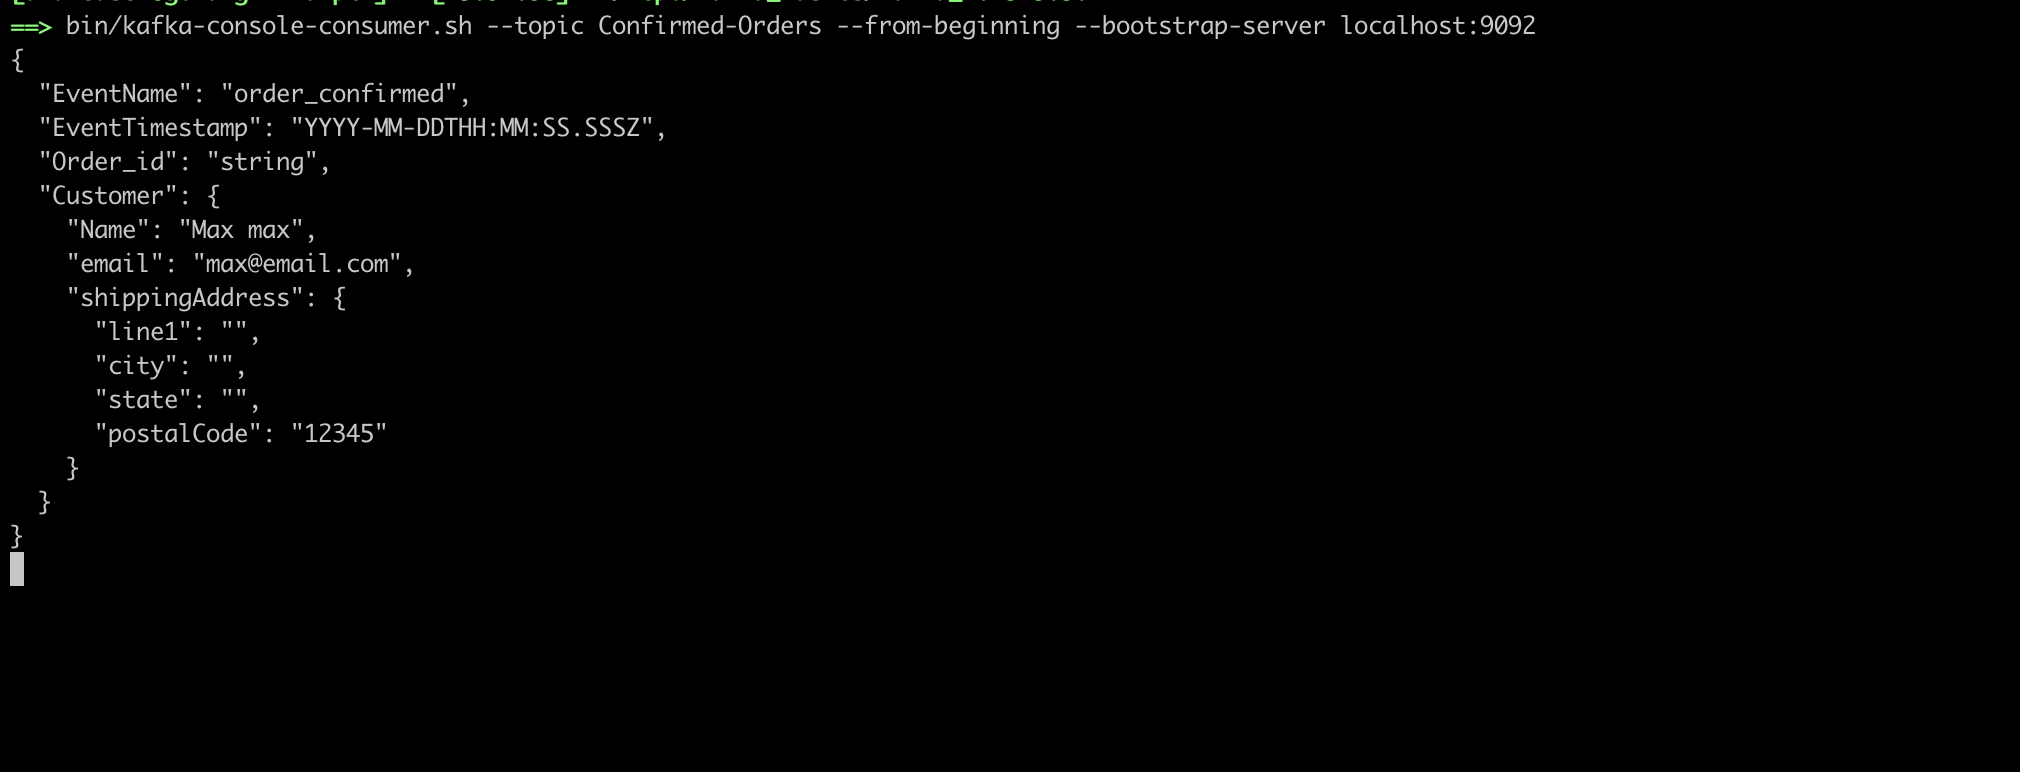 ==> bin/kafka-console-consumer.sh --topic Confirmed-Orders --from-beginning --bootstrap-server localhost:9092
{
  "EventName": "order_confirmed",
  "EventTimestamp": "YYYY-MM-DDTHH:MM:SS.SSSZ",
  "Order_id": "string",
  "Customer": {
    "Name": "Max max",
    "email": "max@email.com",
    "shippingAddress": {
      "line1": "",
      "city": "",
      "state": "",
      "postalCode": "12345"
    }
  }
}